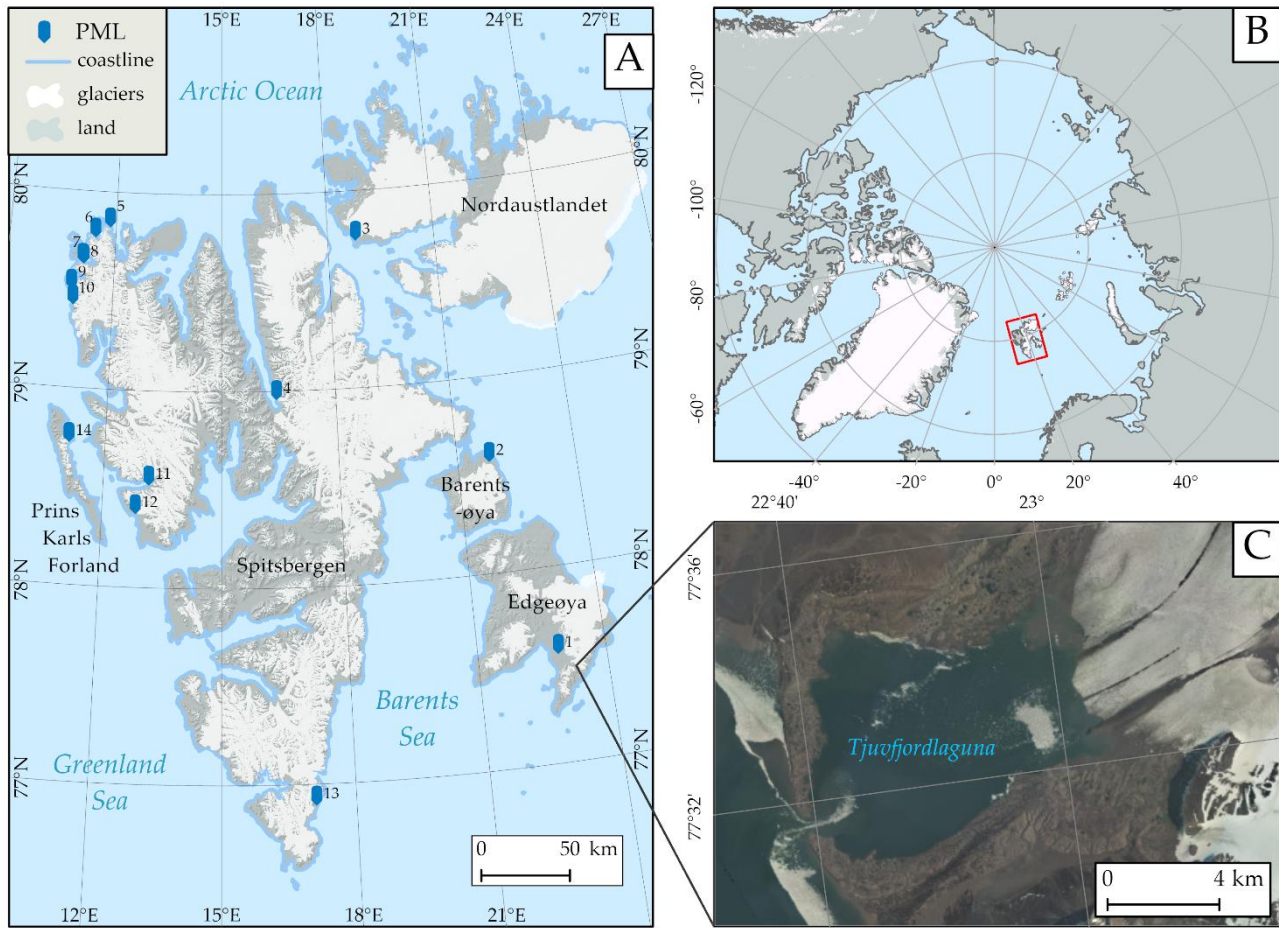 PML
coastline
glaciers
land
15°E
18°E
21°E
24°E
27°E
A
Arctic Ocean
80°N
80°N
5
6
7
8
9
10
3
Nordaustlandet
79°N
79°N
4
14
2
11
12
Barents
-øya
Prins
Karls
Forland
78°N
78°N
Spitsbergen
Edgeøya
1
Barents
Sea
Greenland
Sea
77°N
77°N
13
0
50 km
12°E
15°E
18°E
21°E
24°E
B
-120°
-100°
-80°
-60°
-40°
-20°
0°
20°
40°
22°40'
23°
C
77°36'
77°32'
Tjuvfjordlaguna
0
4 km